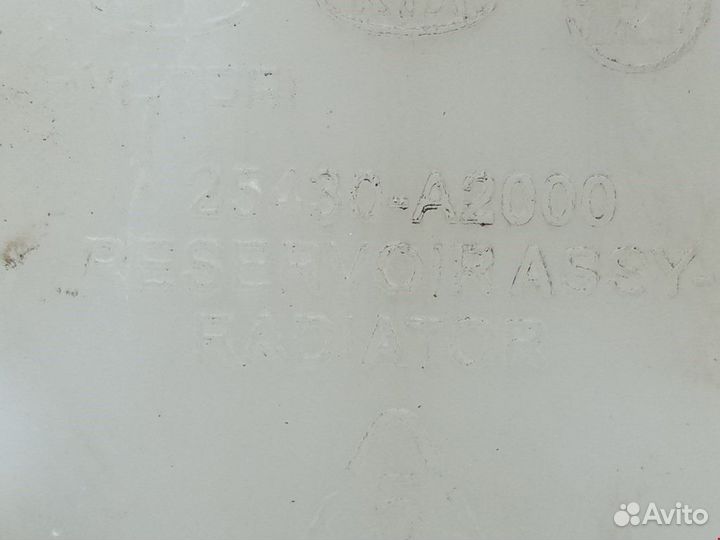 25430-A2000
RESERVOIR ASSY-
RADIATOR
Avito